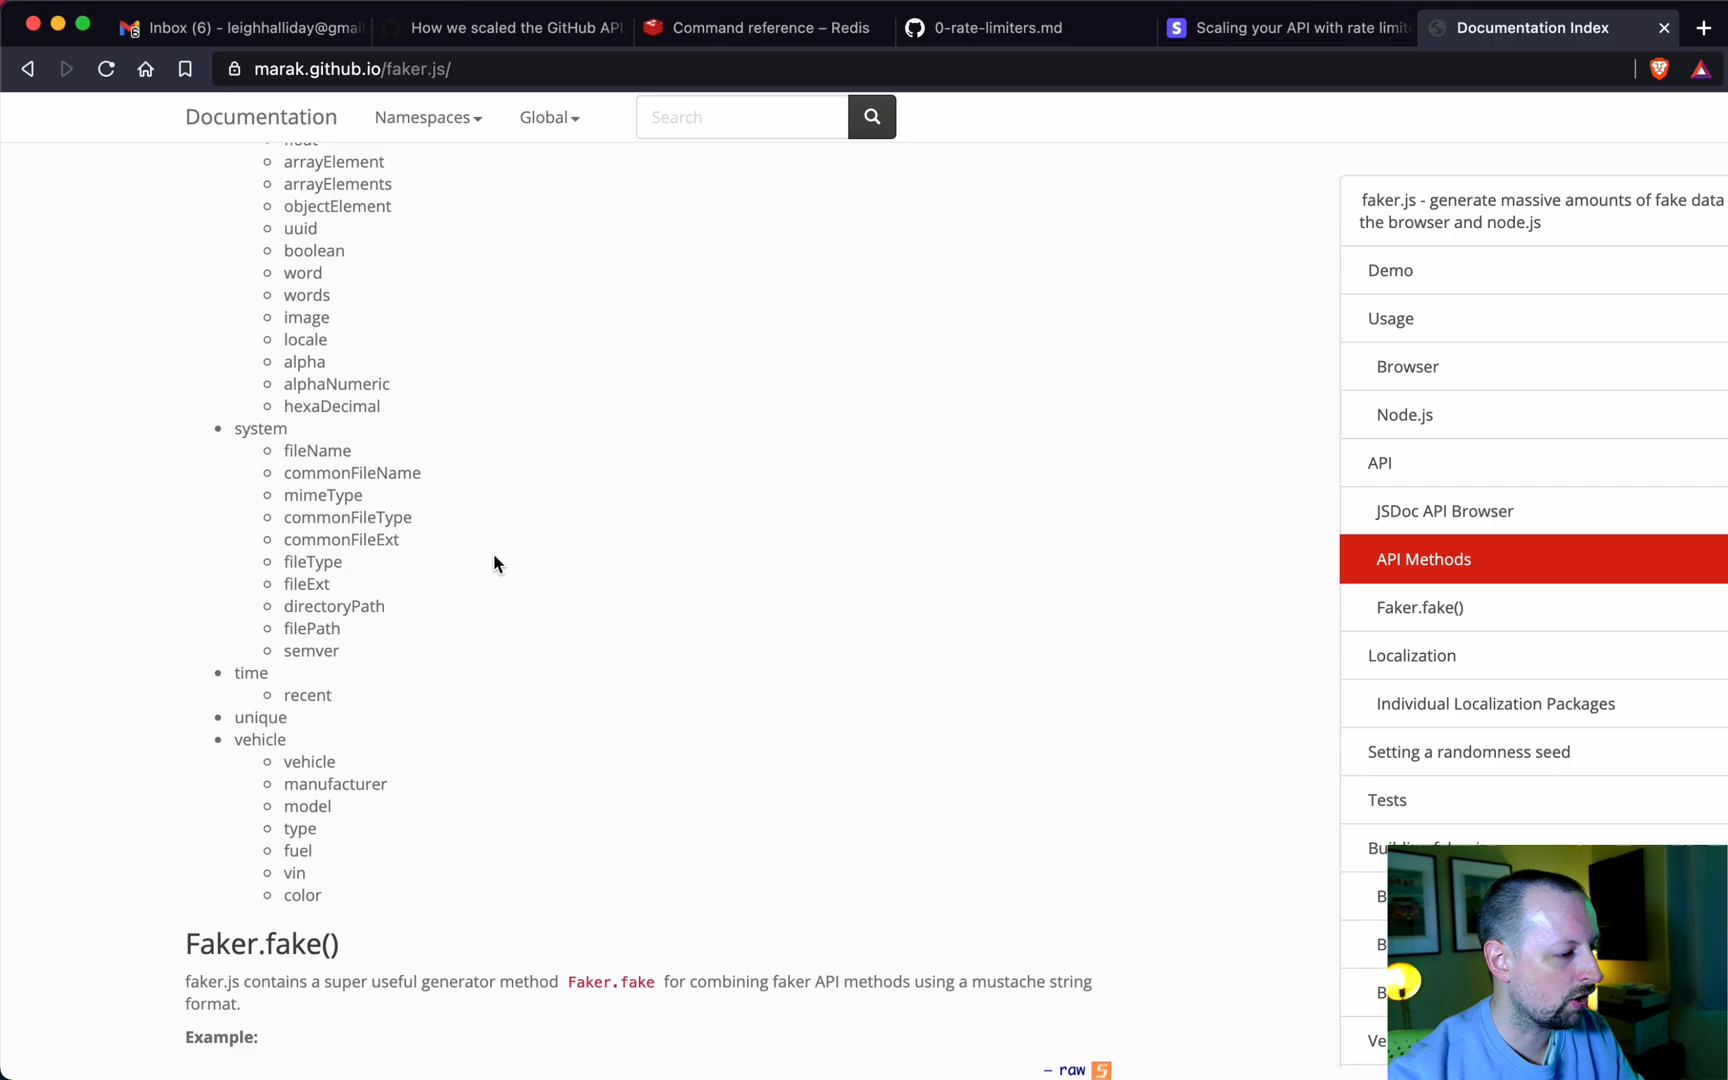 Inbox (6) - leighhalliday@gmai
How we scaled the GitHub API
Command reference – Redis
0-rate-limiters.md
Scaling your API with rate limit
Documentation Index
marak.github.io/faker.js/
Documentation
Namespaces
Global
Search
float
arrayElement
arrayElements
objectElement
uuid
boolean
word
words
image
locale
alpha
alphaNumeric
hexaDecimal
system
fileName
commonFileName
mimeType
commonFileType
commonFileExt
fileType
fileExt
directoryPath
filePath
semver
time
recent
unique
vehicle
vehicle
manufacturer
model
type
fuel
vin
color
Faker.fake()
faker.js contains a super useful generator method Faker.fake for combining faker API methods using a mustache string
format.
Example:
– raw
faker.js - generate massive amounts of fake data
the browser and node.js
Demo
Usage
Browser
Node.js
API
JSDoc API Browser
API Methods
Faker.fake()
Localization
Individual Localization Packages
Setting a randomness seed
Tests
B
B
B
Ve